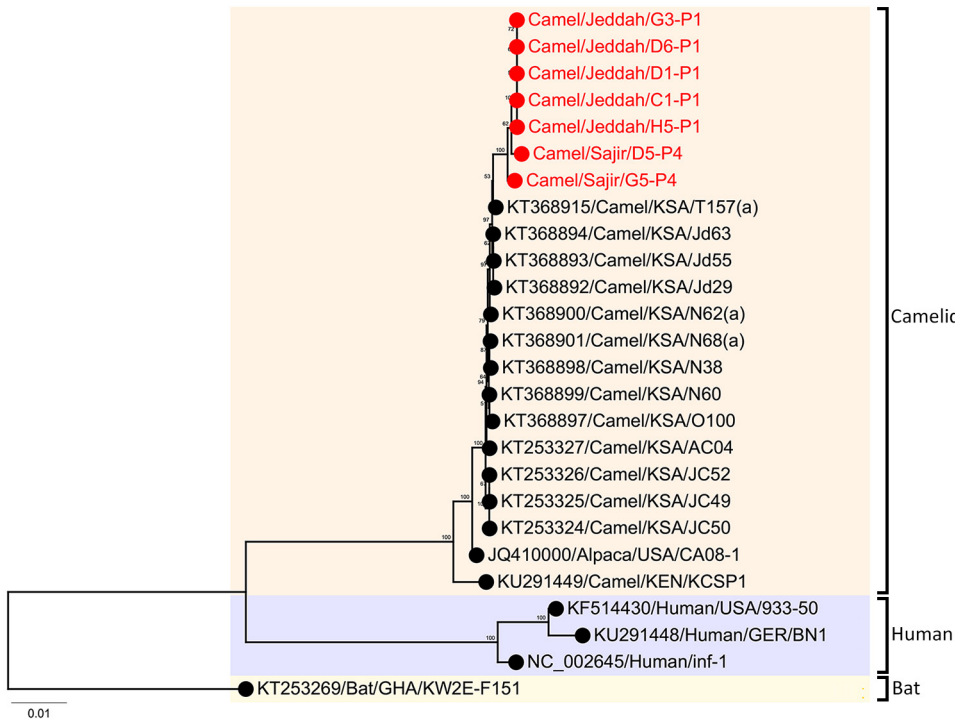 Camel/Jeddah/G3-P1
Camel/Jeddah/D6-P1
Camel/Jeddah/D1-P1
Camel/Jeddah/C1-P1
Camel/Jeddah/H5-P1
Camel/Sajir/D5-P4
Camel/Sajir/G5-P4
KT368915/Camel/KSA/T157(a)
KT368894/Camel/KSA/Jd63
KT368893/Camel/KSA/Jd55
KT368892/Camel/KSA/Jd29
KT368900/Camel/KSA/N62(a)
KT368901/Camel/KSA/N68(a)
KT368898/Camel/KSA/N38
KT368899/Camel/KSA/N60
KT368897/Camel/KSA/O100
KT253327/Camel/KSA/AC04
KT253326/Camel/KSA/JC52
KT253325/Camel/KSA/JC49
KT253324/Camel/KSA/JC50
JQ410000/Alpaca/USA/CA08-1
KU291449/Camel/KEN/KCSP1
KF514430/Human/USA/933-50
KU291448/Human/GER/BN1
NC_002645/Human/inf-1
KT253269/Bat/GHA/KW2E-F151
Camelid
Human
Bat
72
62
100
53
97
100
100
100
100
100
0.01